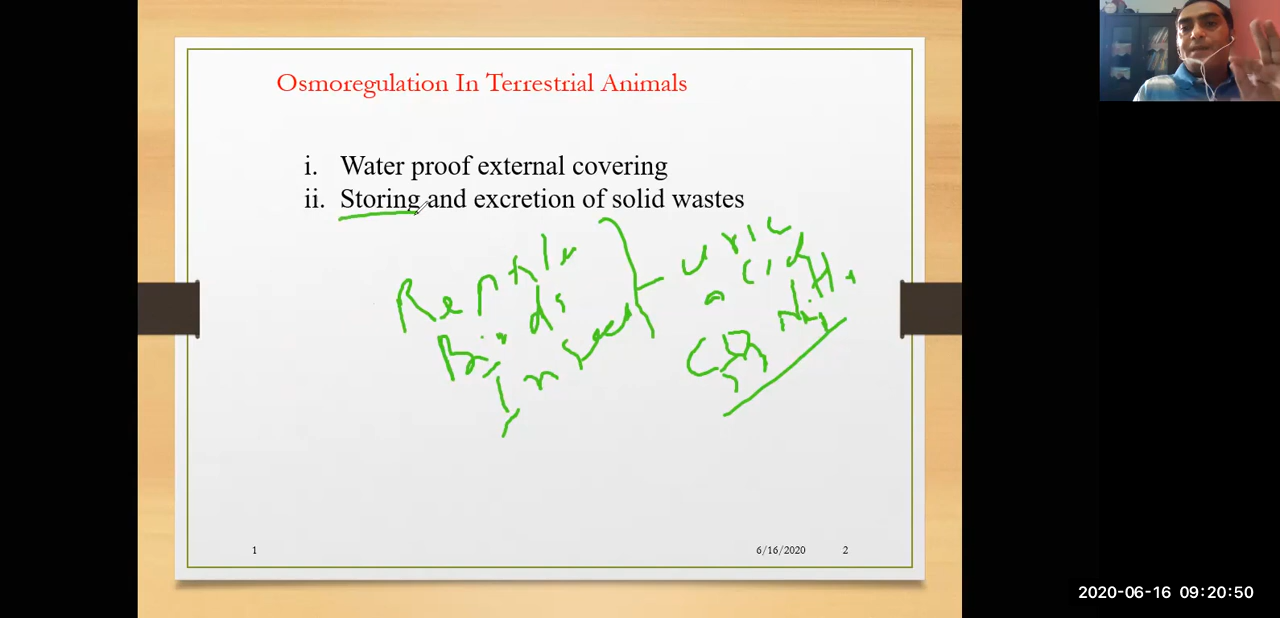 Osmoregulation In Terrestrial Animals
i. Water proof external covering
ii. Storing and excretion of solid wastes
Reptile
Birds
Insect
uric
acid
1
6/16/2020
2
2020-06-16 09:20:50